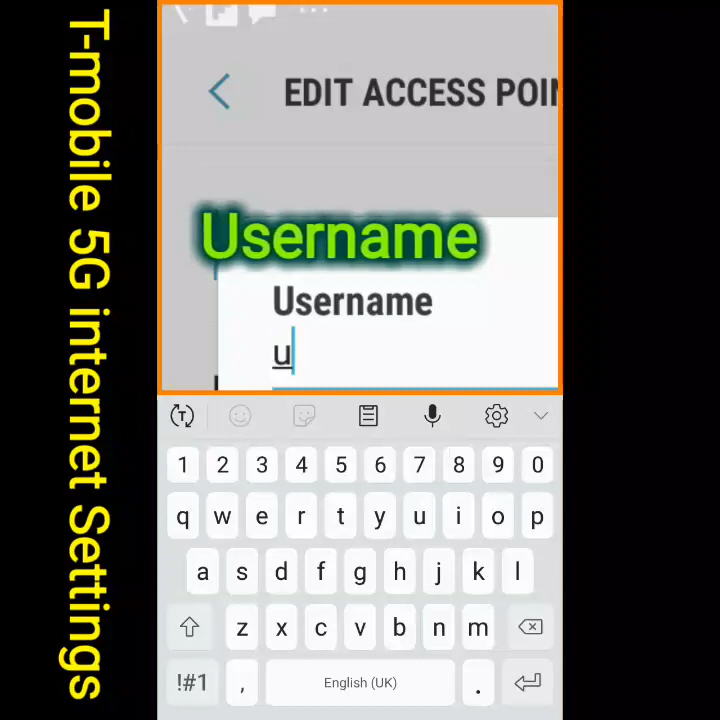 T-mobile 5G internet Settings
EDIT ACCESS POIN
Username
Username
u
T
1 2 3 4 5 6 7 8 9 0
q w e r t y u i o p
a s d f g h j k l
z x c v b n m
!#1 , English (UK) .